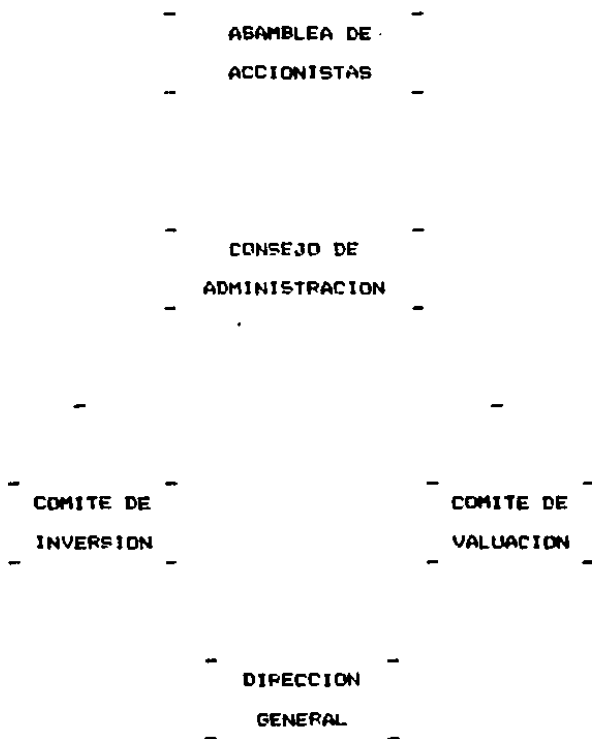 ASAMBLEA DE
ACCIONISTAS
CONSEJO DE
ADMINISTRACION
COMITE DE
INVERSION
COMITE DE
VALUACION
DIRECCION
GENERAL